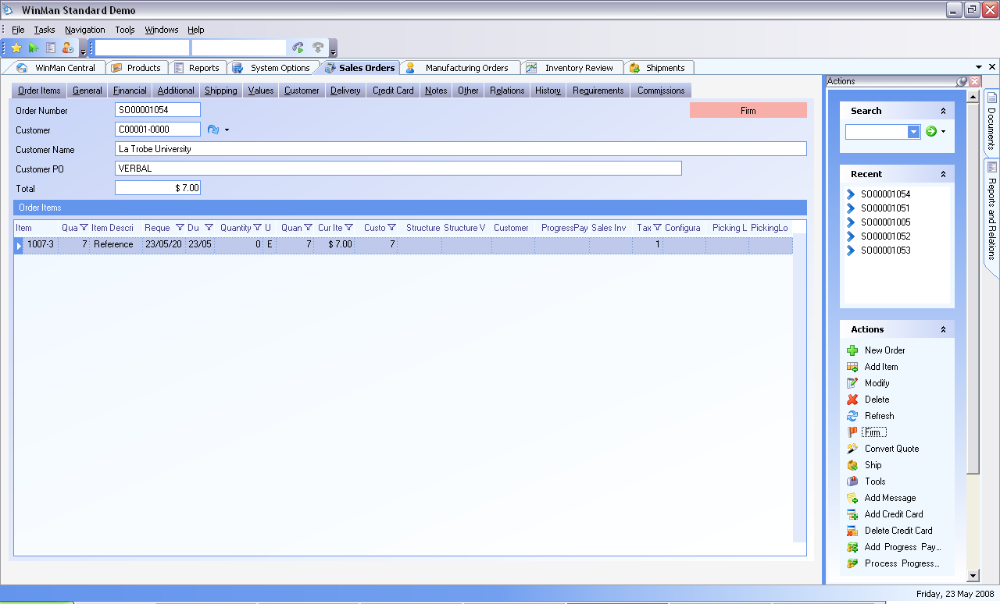 WinMan Standard Demo
File Tasks Navigation Tools Windows Help
WinMan Central Products Reports System Options Sales Orders Manufacturing Orders Inventory Review Shipments
Order Items General Financial Additional Shipping Values Customer Delivery Credit Card Notes Other Relations History Requirements Commissions
Order Number SO00001054 Firm
Customer C00001-0000
Customer Name La Trobe University
Customer PO VERBAL
Total $ 7.00
Order Items
Item Qua Item Descri Reque Du Quantity U Quan Cur Ite Custo Structure Structure V Customer ProgressPay Sales Inv Tax Configura Picking L PickingLo
1007-3 7 Reference 23/05/20 23/05 0 E 7 $ 7.00 7 1
Actions
Search
Recent
SO00001054
SO00001051
SO00001005
SO00001052
SO00001053
Actions
New Order
Add Item
Modify
Delete
Refresh
Firm
Convert Quote
Ship
Tools
Add Message
Add Credit Card
Delete Credit Card
Add Progress Pay...
Process Progress...
Documents
Reports and Relations
Friday, 23 May 2008